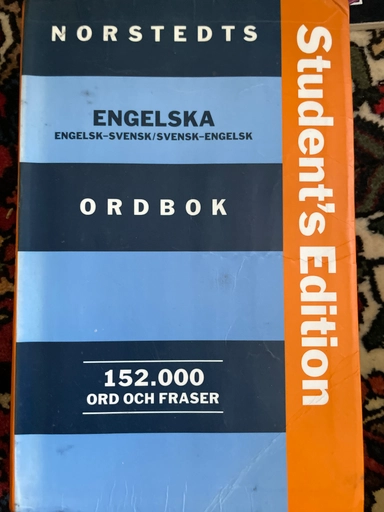 NORSTEDTS
ENGELSKA
ENGELSK–SVENSK/SVENSK–ENGELSK
ORDBOK
152.000
ORD OCH FRASER
Student's Edition